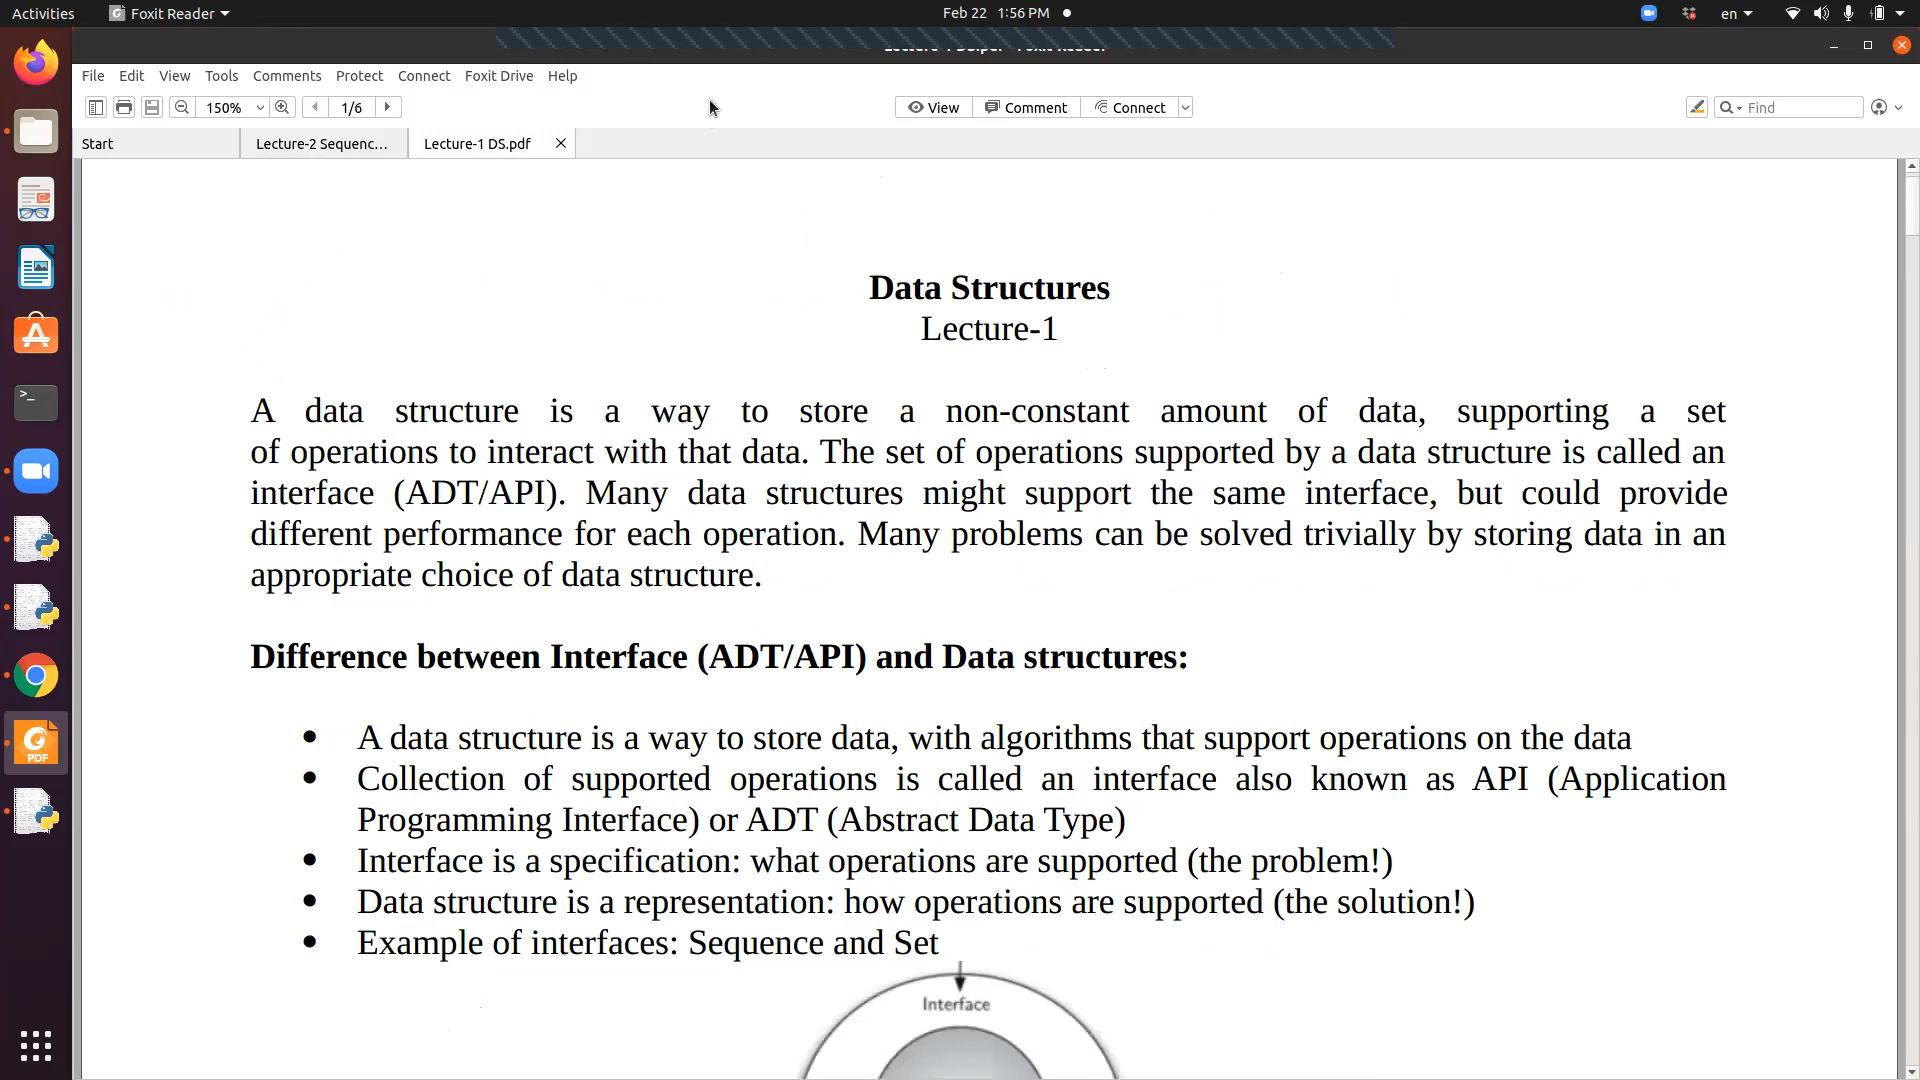 Activities Foxit Reader Feb 22 1:56 PM en
File Edit View Tools Comments Protect Connect Foxit Drive Help
150% 1/6 View Comment Connect Find
Start Lecture-2 Sequenc... Lecture-1 DS.pdf
Data Structures
Lecture-1
A data structure is a way to store a non-constant amount of data, supporting a set
of operations to interact with that data. The set of operations supported by a data structure is called an
interface (ADT/API). Many data structures might support the same interface, but could provide
different performance for each operation. Many problems can be solved trivially by storing data in an
appropriate choice of data structure.
Difference between Interface (ADT/API) and Data structures:
• A data structure is a way to store data, with algorithms that support operations on the data
• Collection of supported operations is called an interface also known as API (Application
Programming Interface) or ADT (Abstract Data Type)
• Interface is a specification: what operations are supported (the problem!)
• Data structure is a representation: how operations are supported (the solution!)
• Example of interfaces: Sequence and Set
Interface
PDF